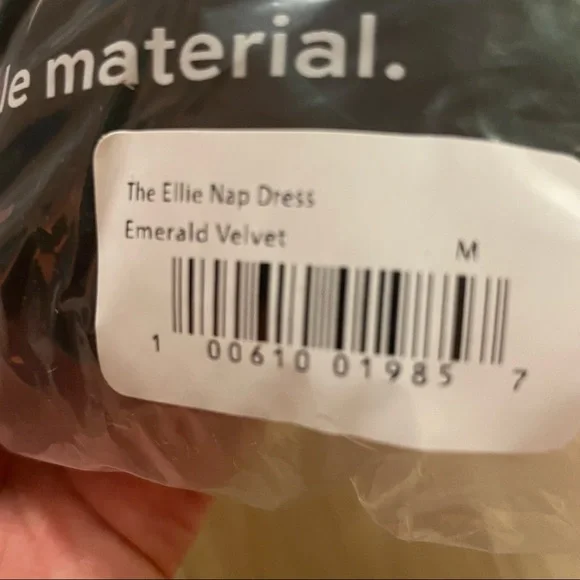 material.
The Ellie Nap Dress
Emerald Velvet
M
1 00610 01985 7